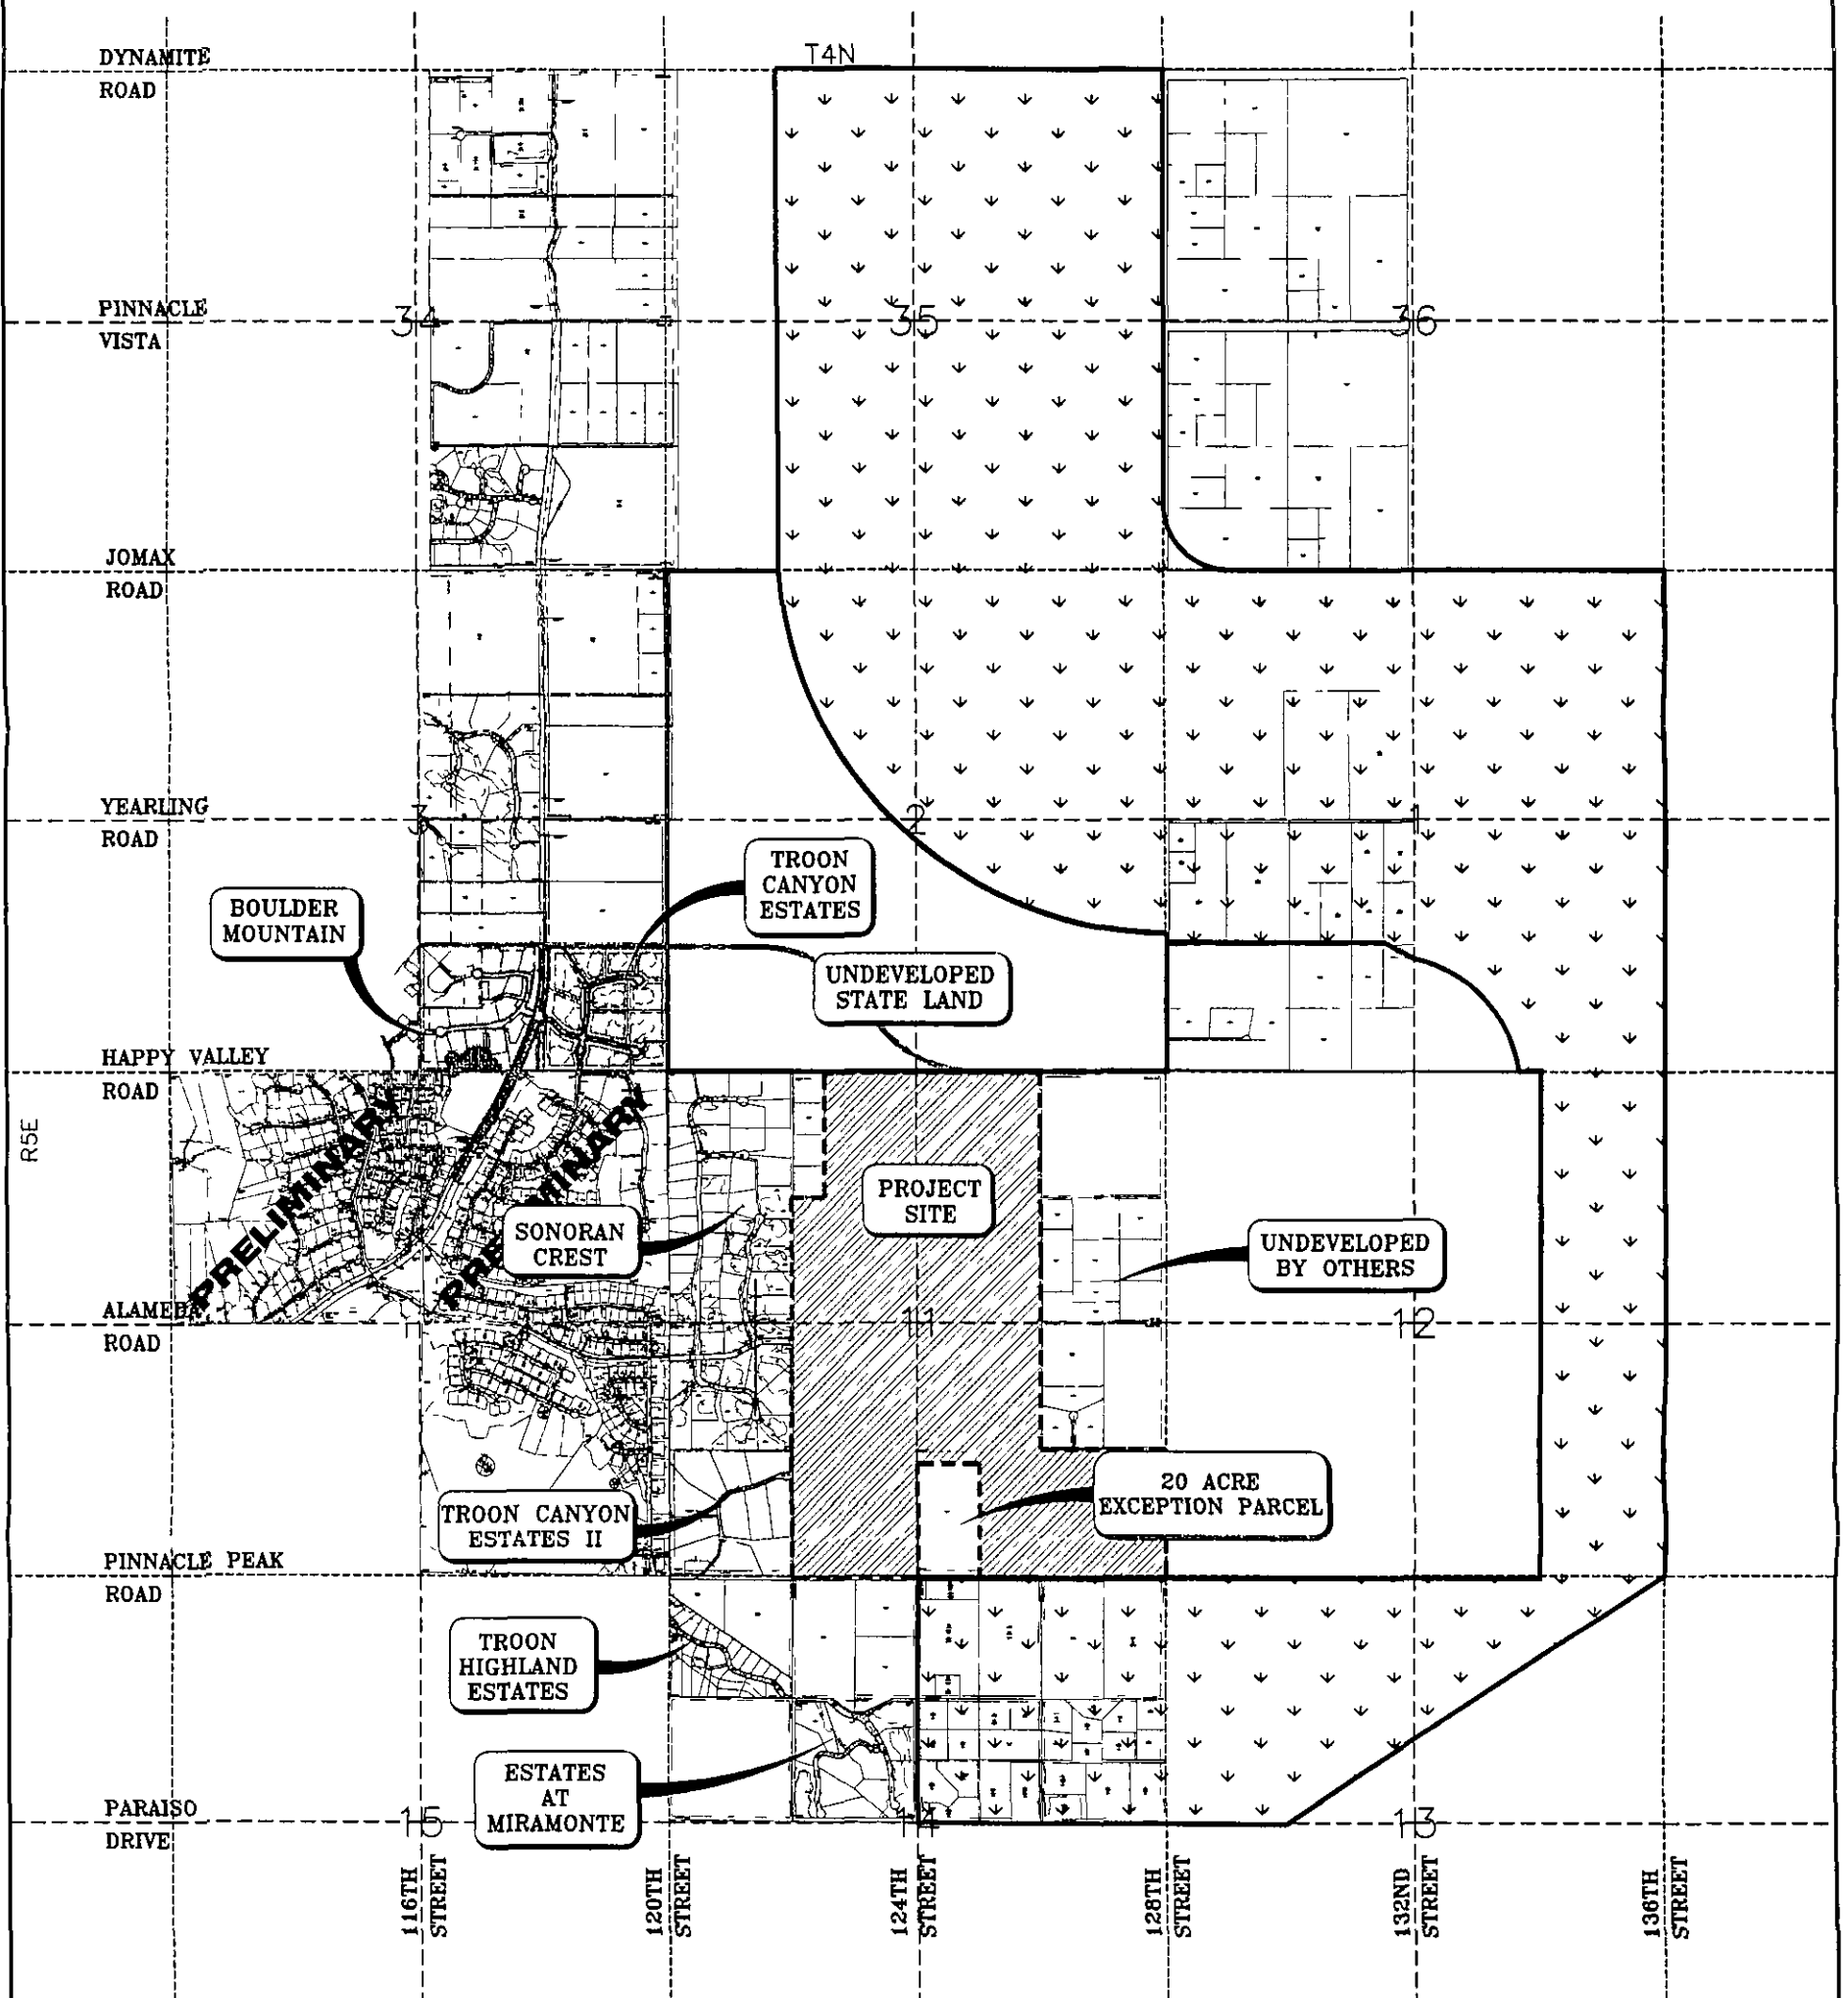 T4N
DYNAMITE
ROAD
PINNACLE
VISTA
34
35
36
JOMAX
ROAD
YEARLING
ROAD
3
2
1
TROON
CANYON
ESTATES
BOULDER
MOUNTAIN
UNDEVELOPED
STATE LAND
HAPPY VALLEY
ROAD
R5E
PRELIMINARY
PRELIMINARY
PROJECT
SITE
SONORAN
CREST
UNDEVELOPED
BY OTHERS
ALAMEDA
ROAD
11
12
20 ACRE
EXCEPTION PARCEL
TROON CANYON
ESTATES II
PINNACLE PEAK
ROAD
TROON
HIGHLAND
ESTATES
ESTATES
AT
MIRAMONTE
PARAISO
DRIVE
15
14
13
116TH
STREET
120TH
STREET
124TH
STREET
128TH
STREET
132ND
STREET
136TH
STREET